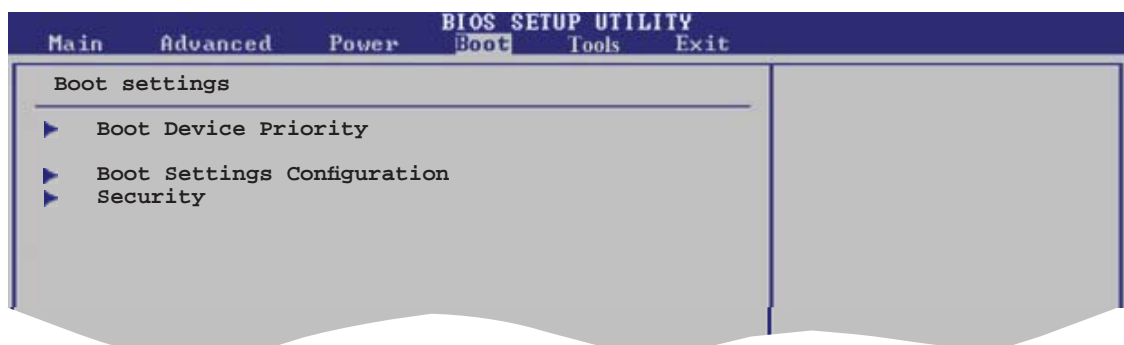 BIOS SETUP UTILITY
Main Advanced Power Boot Tools Exit
Boot settings
Boot Device Priority
Boot Settings Configuration
Security